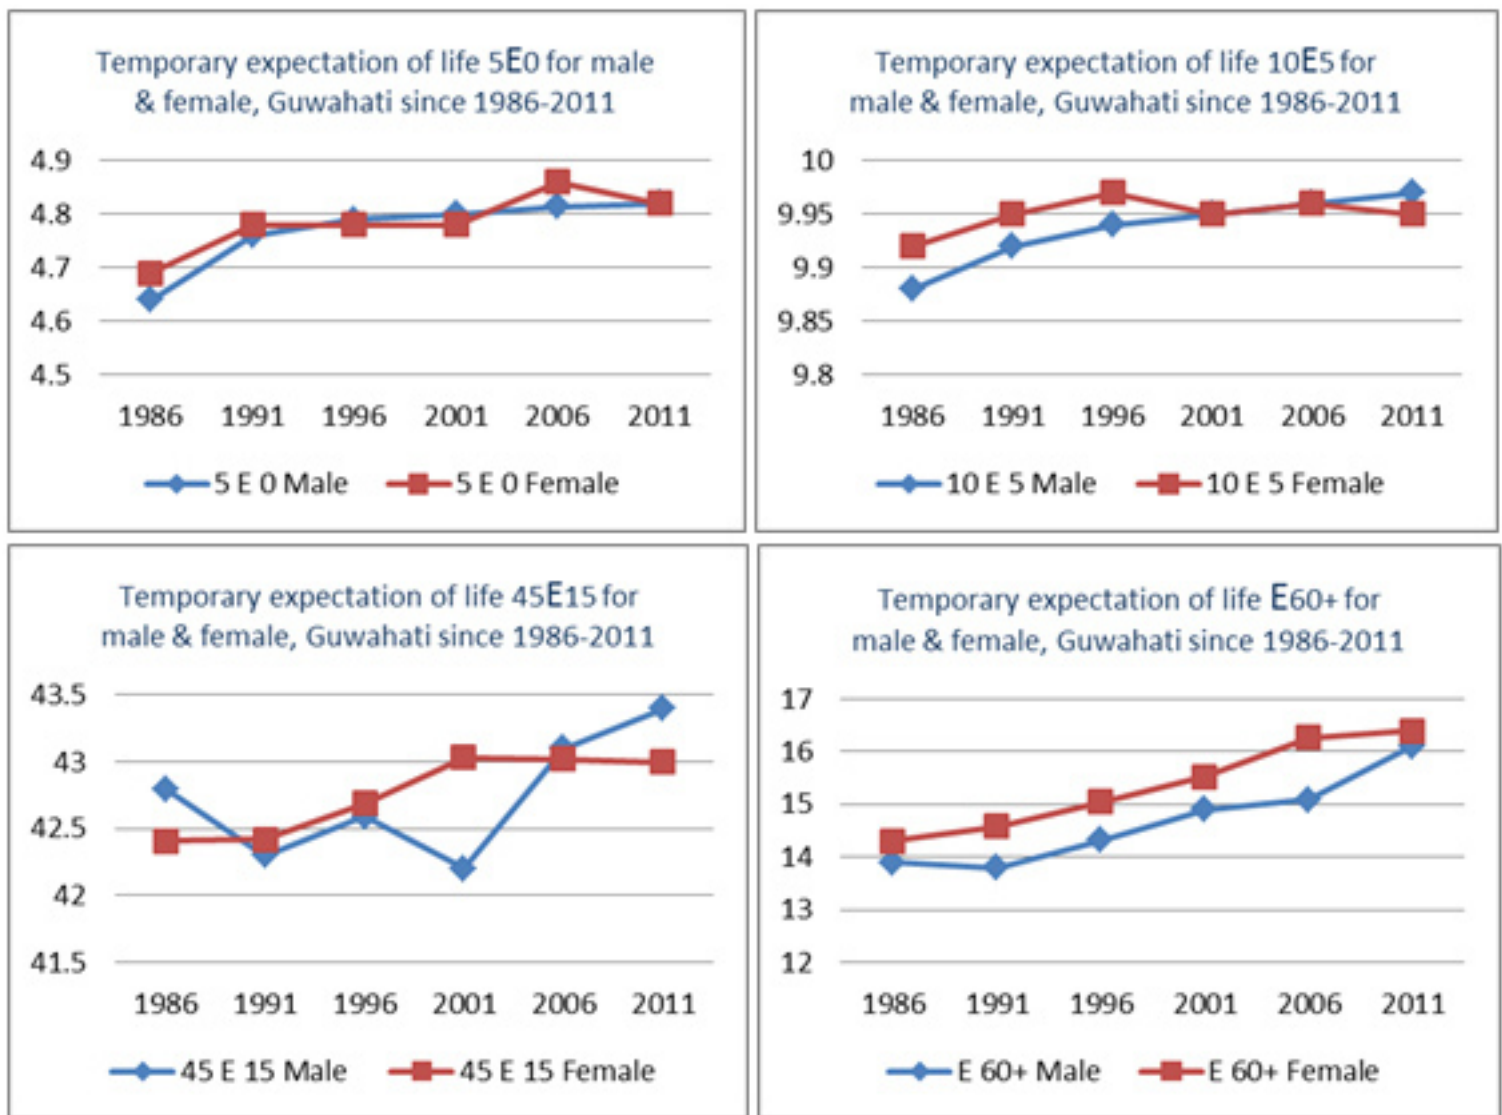 Temporary expectation of life 5E0 for male
& female, Guwahati since 1986-2011
4.9
4.8
4.7
4.6
4.5
1986 1991 1996 2001 2006 2011
5 E 0 Male 5 E 0 Female
Temporary expectation of life 10E5 for
male & female, Guwahati since 1986-2011
10
9.95
9.9
9.85
9.8
1986 1991 1996 2001 2006 2011
10 E 5 Male 10 E 5 Female
Temporary expectation of life 45E15 for
male & female, Guwahati since 1986-2011
43.5
43
42.5
42
41.5
1986 1991 1996 2001 2006 2011
45 E 15 Male 45 E 15 Female
Temporary expectation of life E60+ for
male & female, Guwahati since 1986-2011
17
16
15
14
13
12
1986 1991 1996 2001 2006 2011
E 60+ Male E 60+ Female